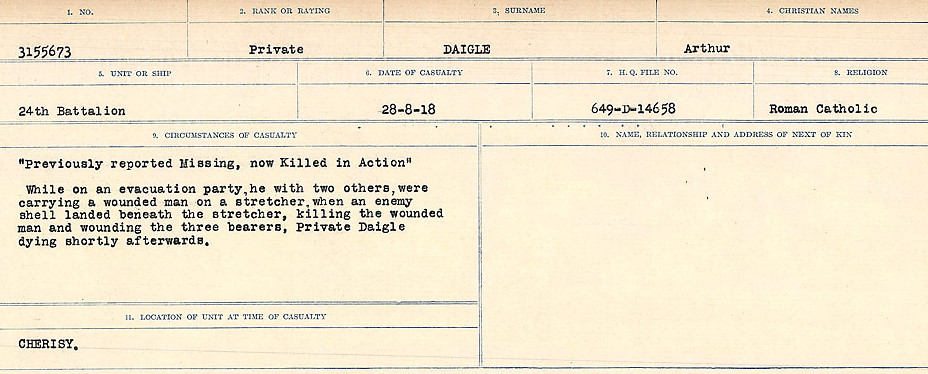 1. NO. 2. RANK OR RATING 3. SURNAME 4. CHRISTIAN NAMES
3155673 Private DAIGLE Arthur
5. UNIT OR SHIP 6. DATE OF CASUALTY 7. H.Q. FILE NO. 8. RELIGION
24th Battalion 28-8-18 649-D-14658 Roman Catholic
9. CIRCUMSTANCES OF CASUALTY 10. NAME, RELATIONSHIP AND ADDRESS OF NEXT OF KIN
"Previously reported Missing, now Killed in Action"
While on an evacuation party,he with two others,were
carrying a wounded man on a stretcher,when an enemy
shell landed beneath the stretcher, killing the wounded
man and wounding the three bearers, Private Daigle
dying shortly afterwards.
11. LOCATION OF UNIT AT TIME OF CASUALTY
CHERISY.